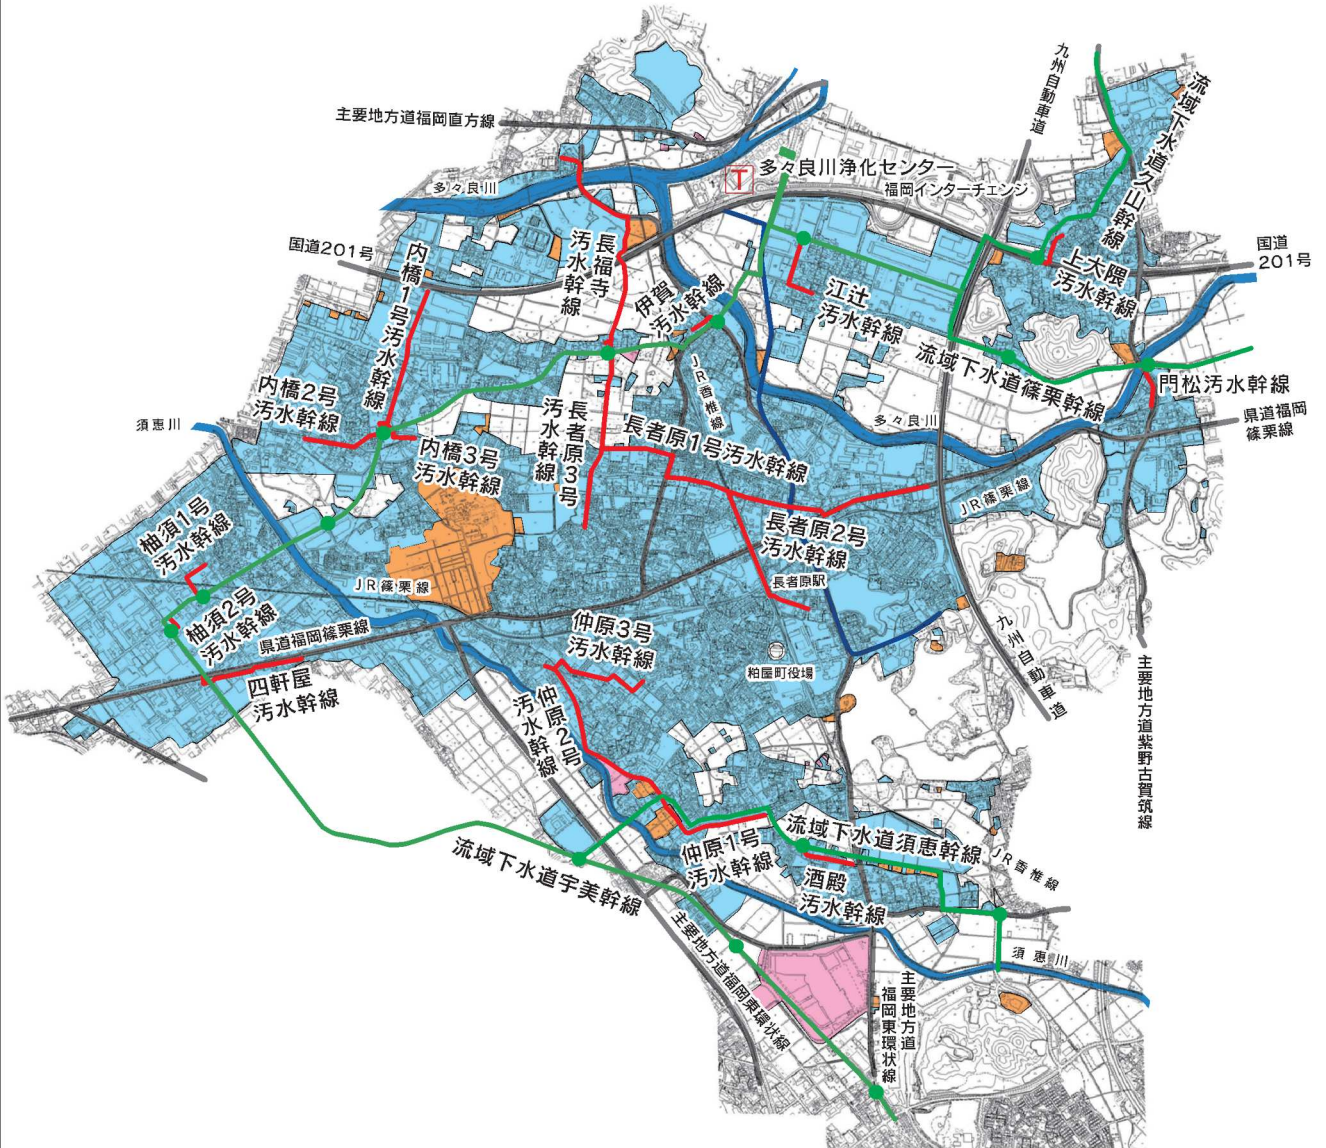 九州自動車道
流域下水道久山幹線
主要地方道福岡直方線
多々良川浄化センター
T
福岡インターチェンジ
多々良川
国道201号
国道
201号
長福寺
汚水幹線
内橋1号汚水幹線
伊賀
汚水幹線
上大隈
汚水幹線
江辻
汚水幹線
流域下水道篠栗幹線
JR香椎線
門松汚水幹線
内橋2号
汚水幹線
県道福岡
篠栗線
須恵川
多々良川
長者原3号
汚水幹線
長者原1号汚水幹線
内橋3号
汚水幹線
JR篠栗線
柚須1号
汚水幹線
長者原2号
汚水幹線
長者原駅
JR篠栗線
柚須2号
汚水幹線
県道福岡篠栗線
仲原3号
汚水幹線
九州自動車道
粕屋町役場
四軒屋
汚水幹線
主要地方道紫野古賀筑線
仲原2号
汚水幹線
流域下水道須恵幹線
仲原1号
汚水幹線
JR香椎線
流域下水道宇美幹線
酒殿
汚水幹線
須恵川
主要地方道福岡東環状線
主要地方道
福岡東環状線